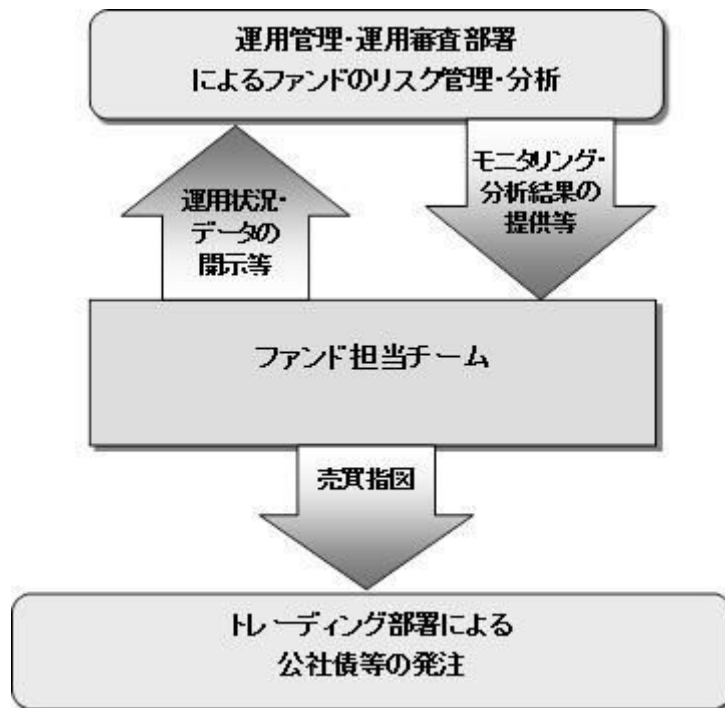 運用管理・運用審査部署
によるファンドのリスク管理・分析
運用状況・
データの
開示等
モニタリング・
分析結果の
提供等
ファンド担当チーム
売買指図
トレーディング部署による
公社債等の発注